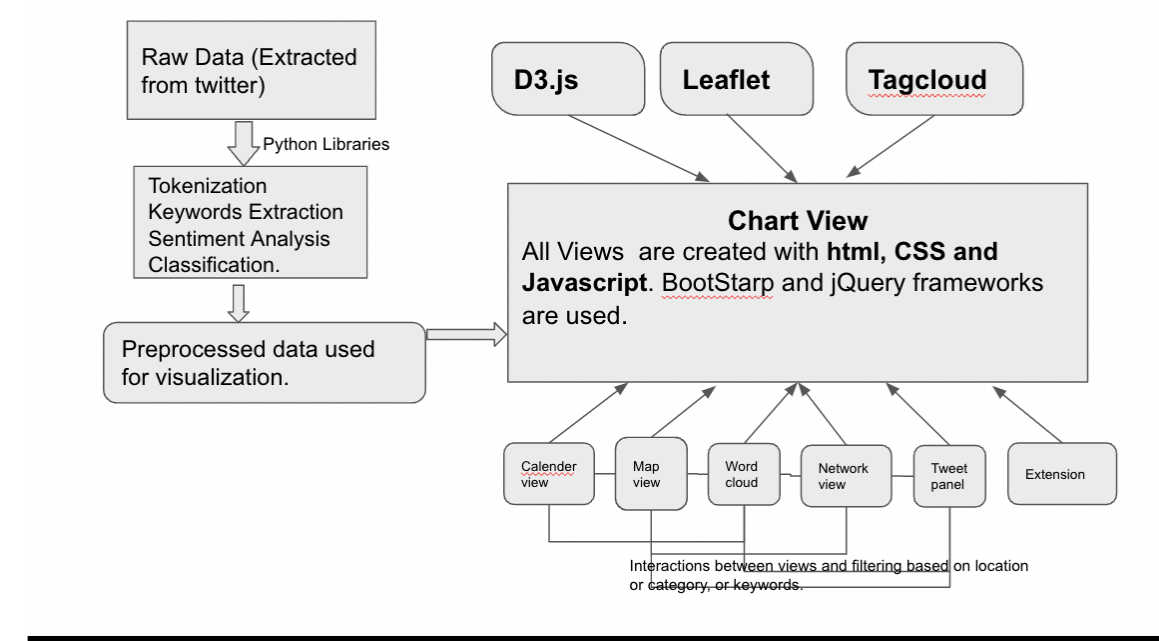 Raw Data (Extracted
from twitter)
Python Libraries
Tokenization
Keywords Extraction
Sentiment Analysis
Classification.
Preprocessed data used
for visualization.
D3.js
Leaflet
Tagcloud
Chart View
All Views  are created with html, CSS and
Javascript. BootStarp and jQuery frameworks
are used.
Calender
view
Map
view
Word
cloud
Network
view
Tweet
panel
Extension
Interactions between views and filtering based on location
or category, or keywords.